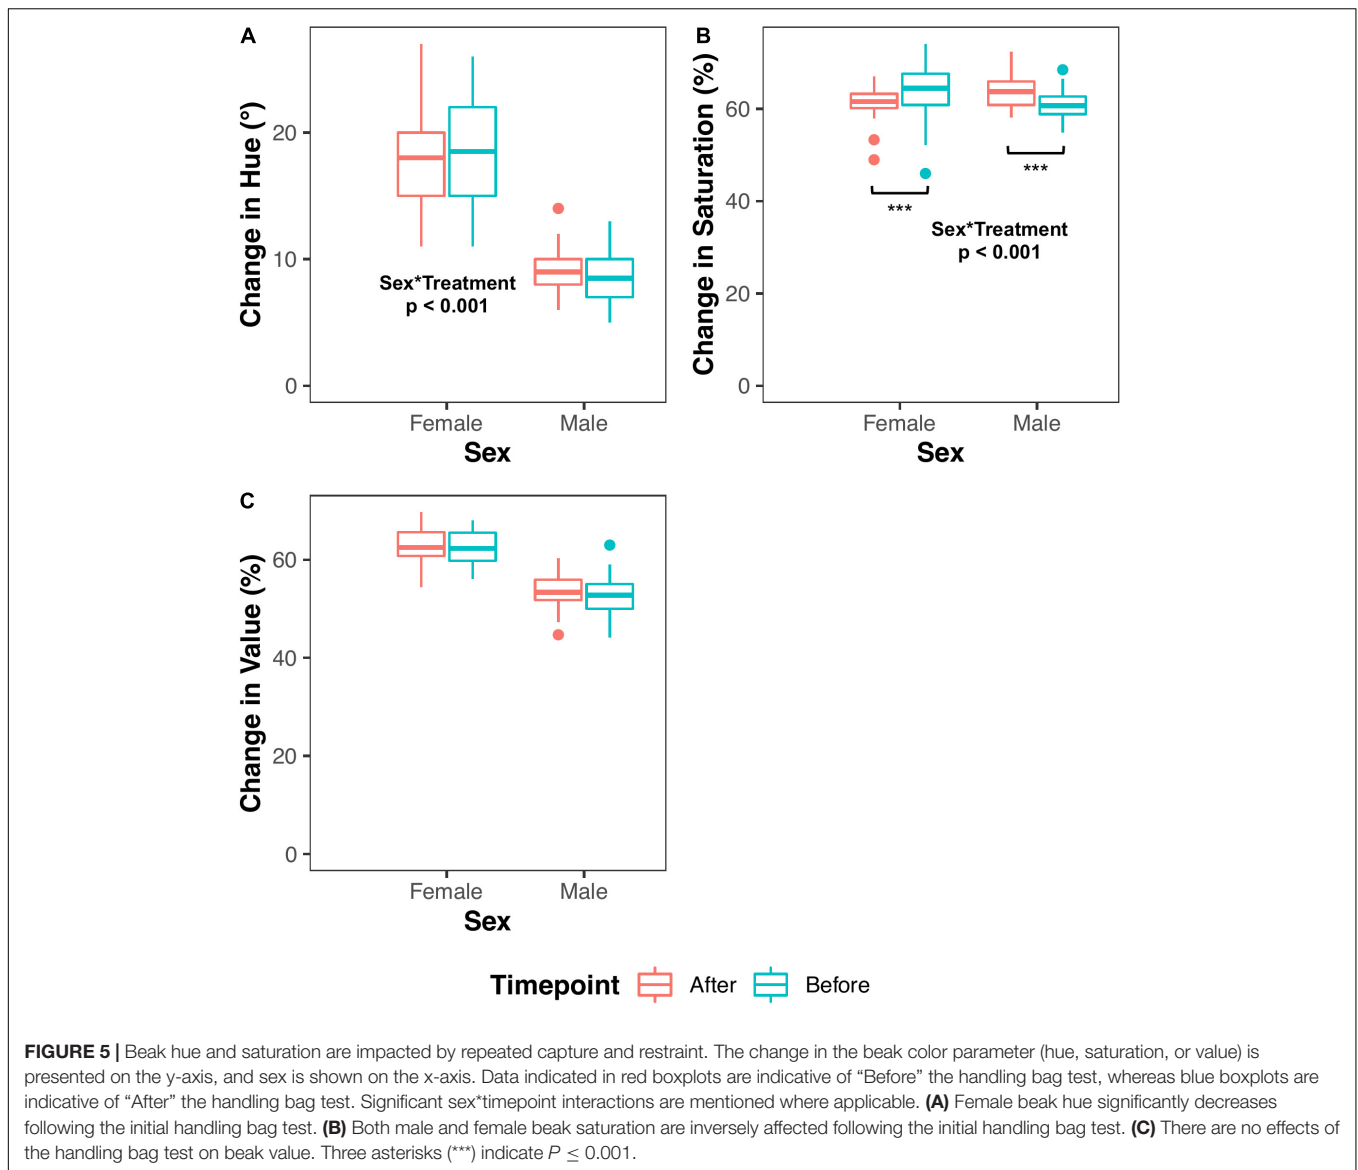 A
Change in Hue (°)
20
10
0
Sex*Treatment
p < 0.001
Female
Male
Sex
B
Change in Saturation (%)
60
40
20
0
***
***
Sex*Treatment
p < 0.001
Female
Male
Sex
C
Change in Value (%)
60
40
20
0
Female
Male
Sex
Timepoint After Before
FIGURE 5 | Beak hue and saturation are impacted by repeated capture and restraint. The change in the beak color parameter (hue, saturation, or value) is
presented on the y-axis, and sex is shown on the x-axis. Data indicated in red boxplots are indicative of “Before” the handling bag test, whereas blue boxplots are
indicative of “After” the handling bag test. Significant sex*timepoint interactions are mentioned where applicable. (A) Female beak hue significantly decreases
following the initial handling bag test. (B) Both male and female beak saturation are inversely affected following the initial handling bag test. (C) There are no effects of
the handling bag test on beak value. Three asterisks (***) indicate P ≤ 0.001.